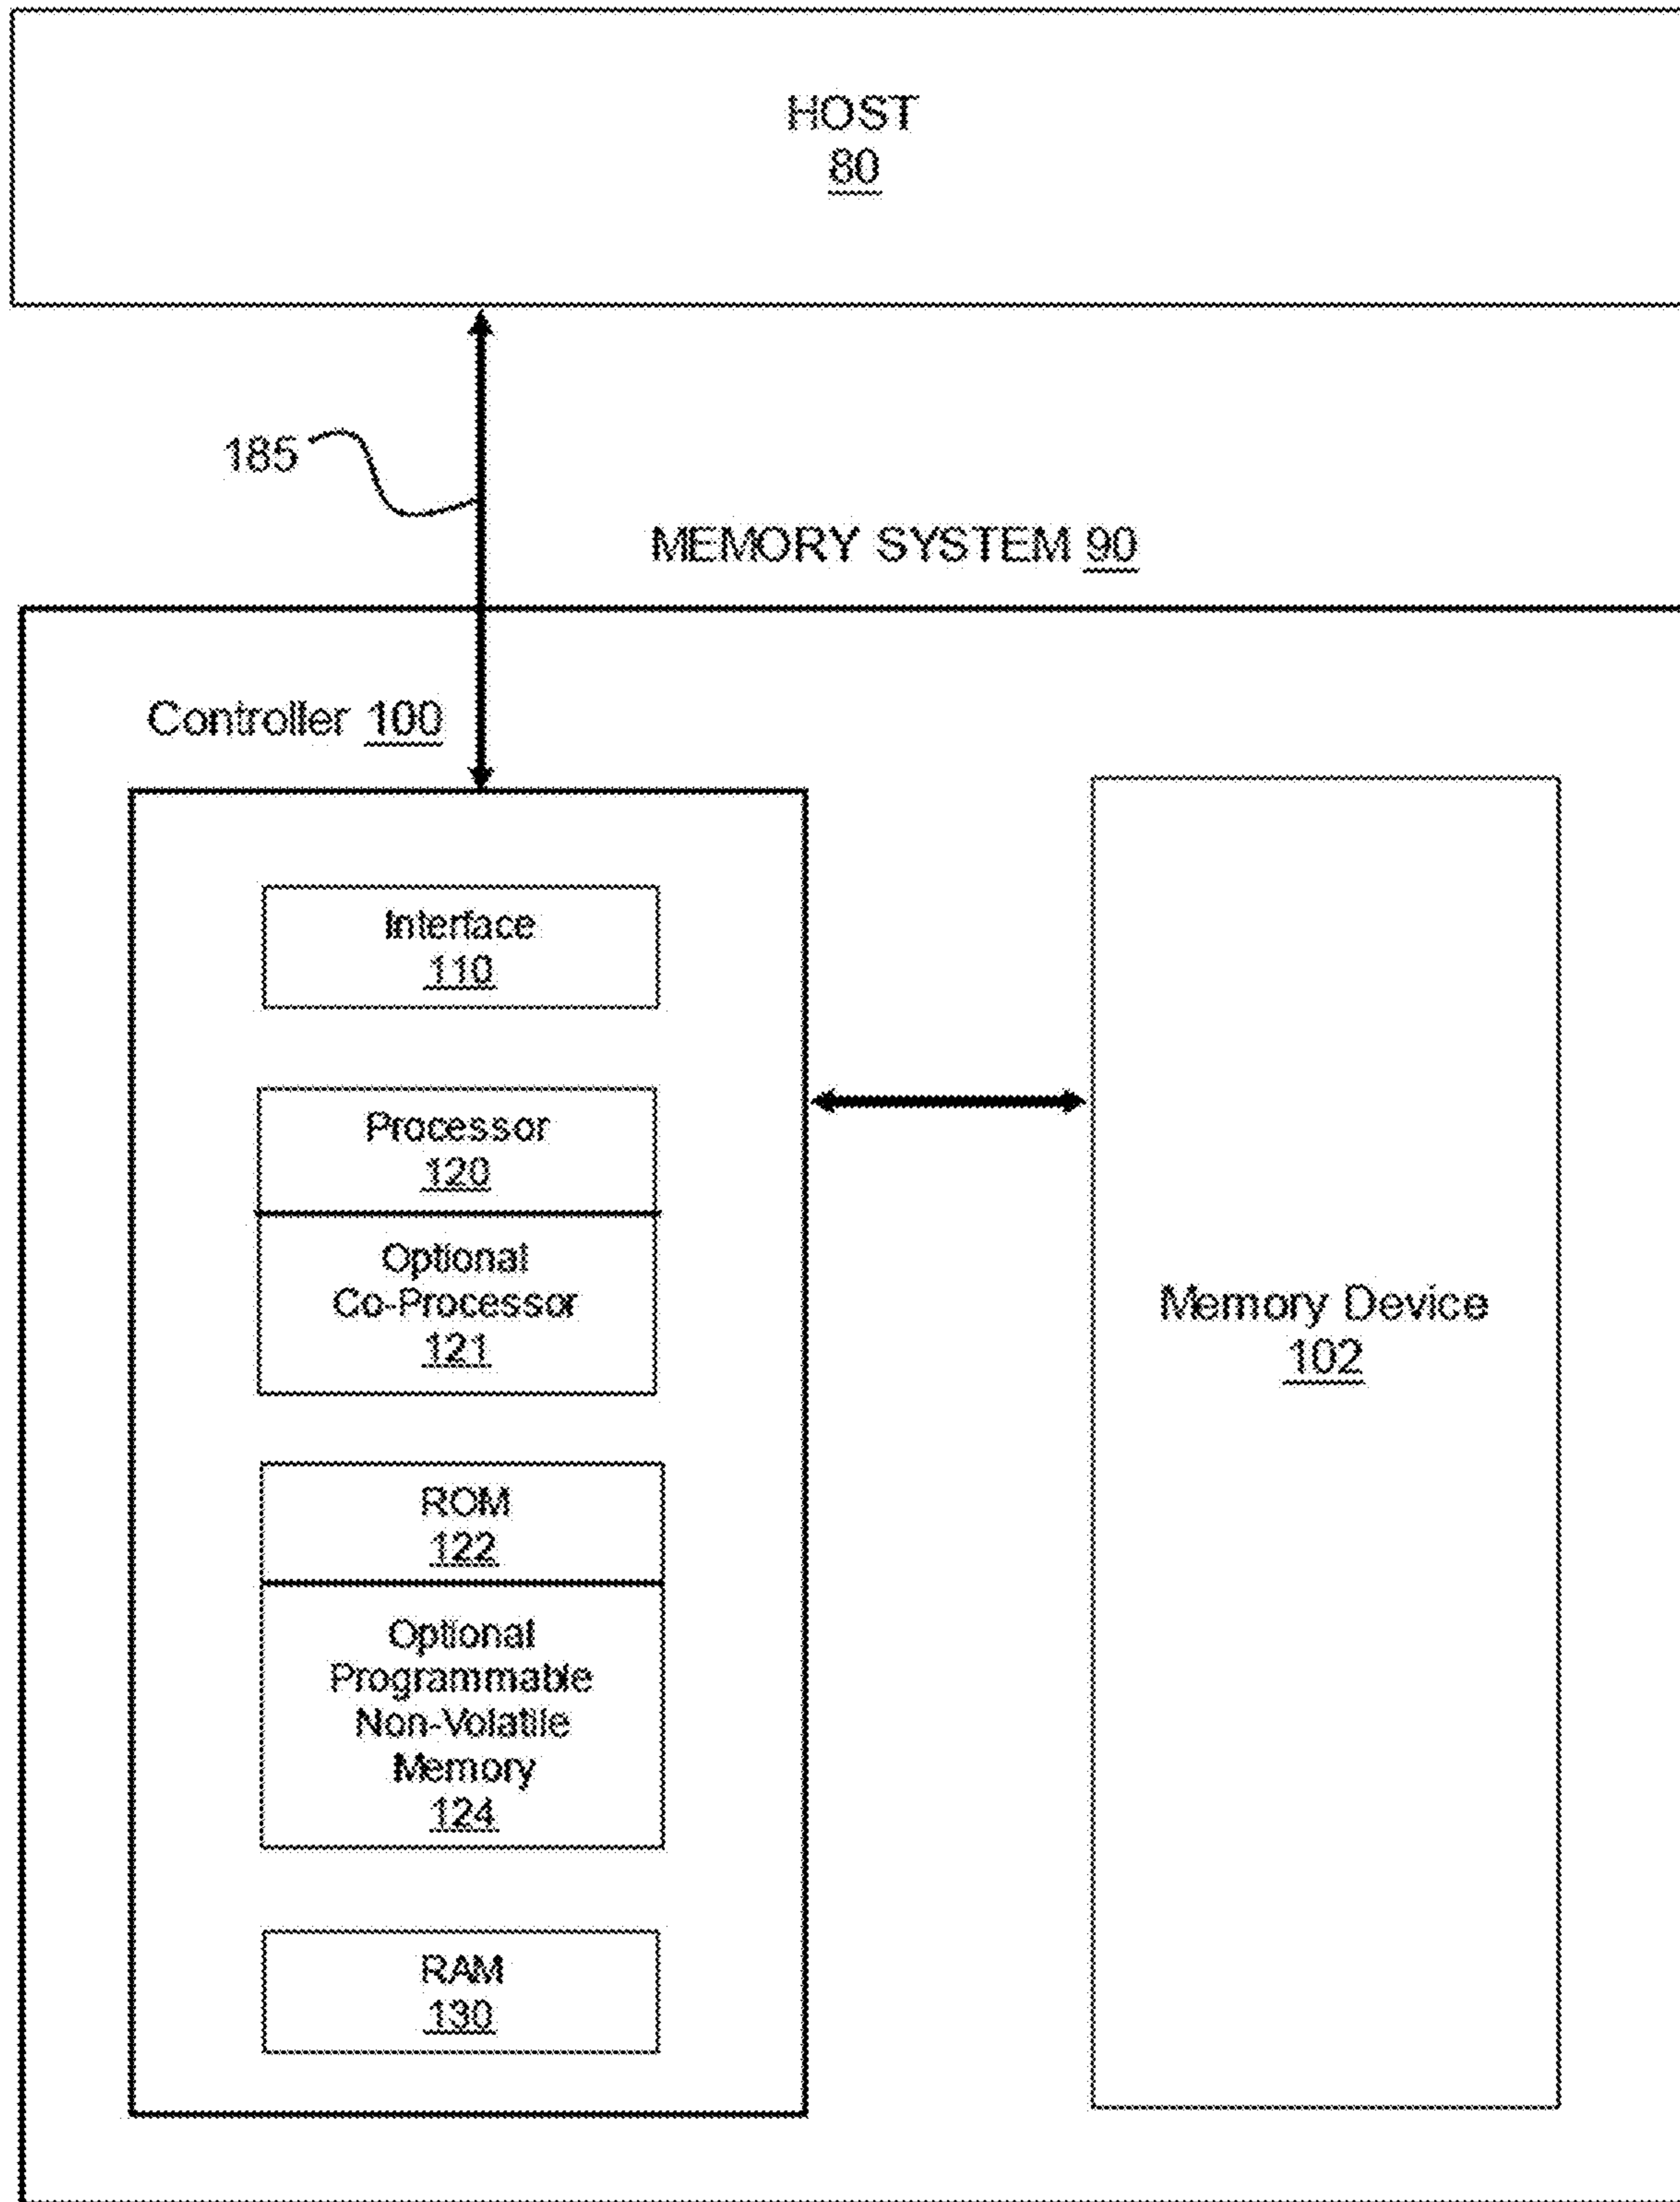 HOST
80
185
MEMORY SYSTEM 90
Controller 100
Interface
110
Processor
120
Optional
Co-Processor
121
ROM
122
Optional
Programmable
Non-Volatile
Memory
124
RAM
130
Memory Device
102